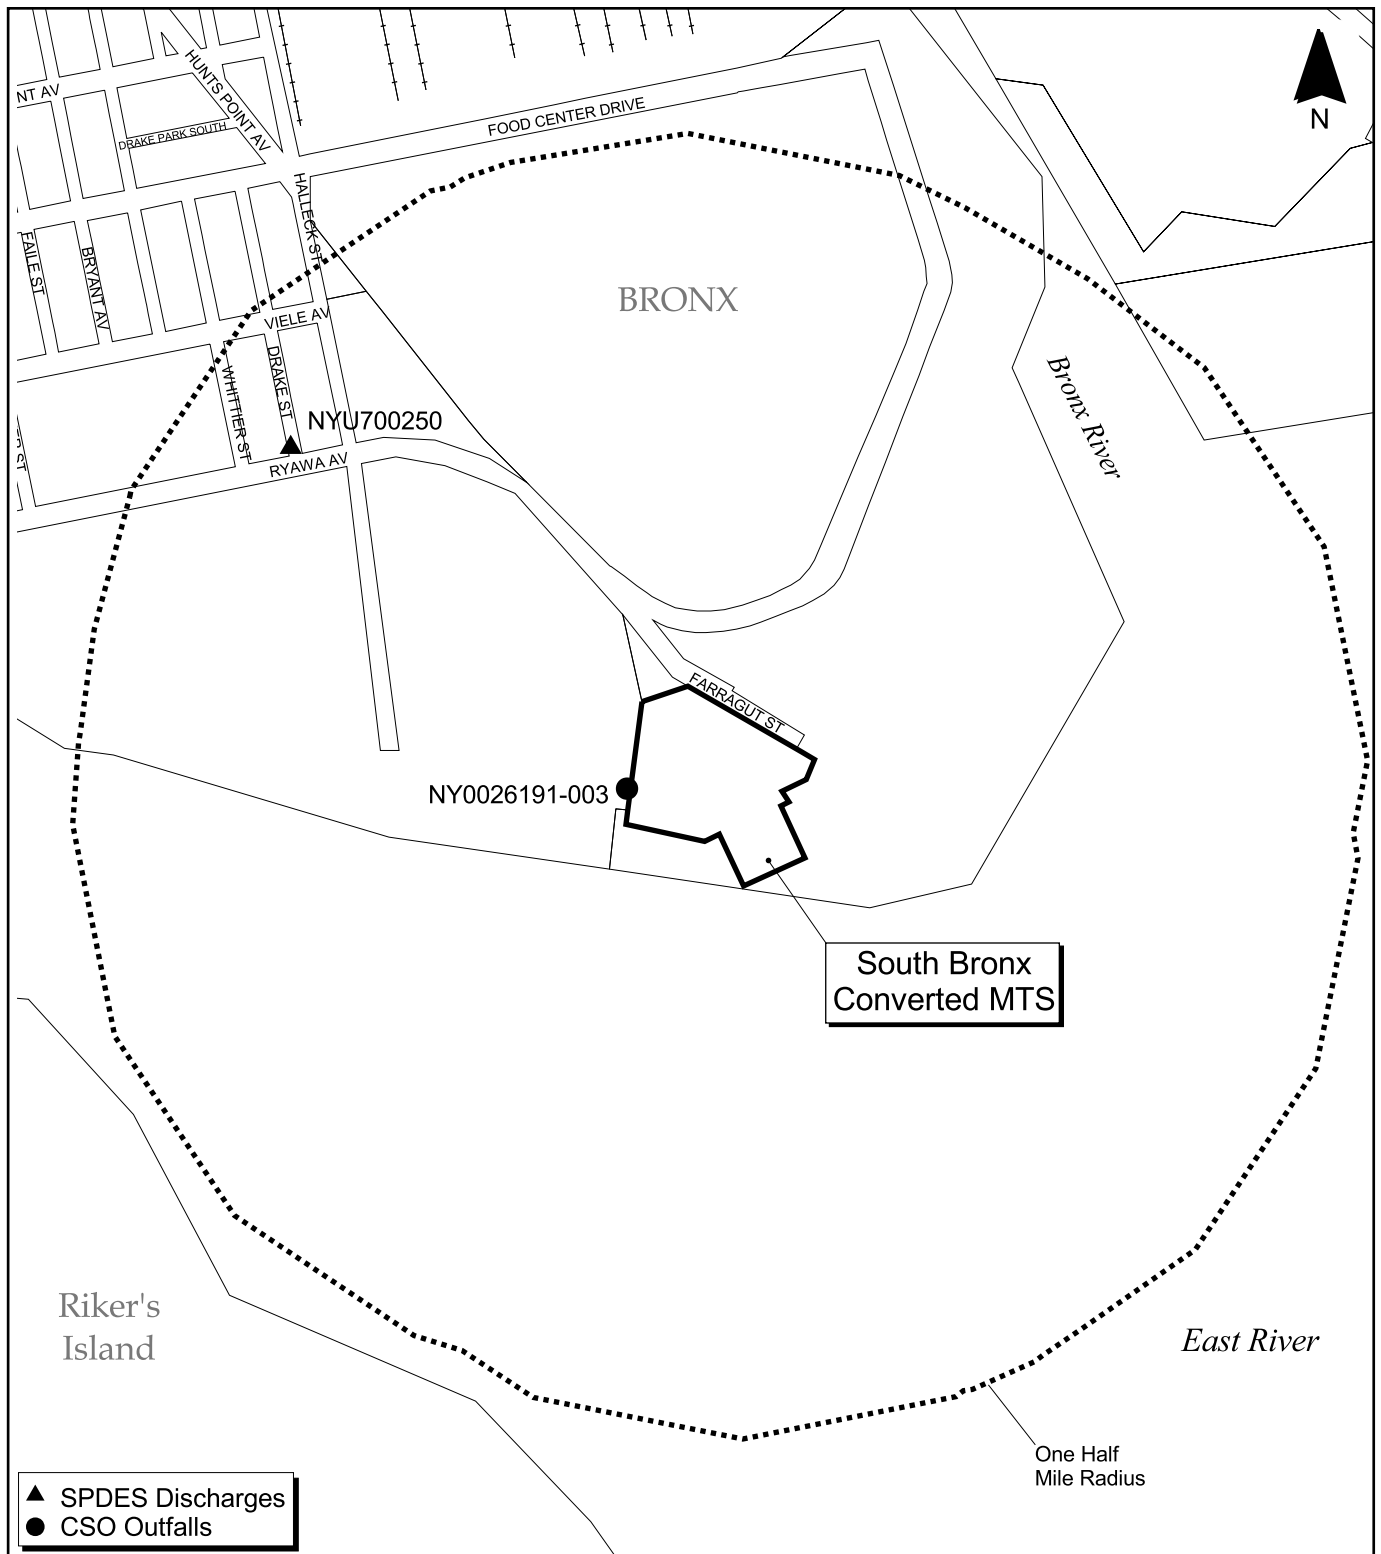 N
NT AV
HUNTS POINT AV
DRAKE PARK SOUTH
FOOD CENTER DRIVE
HALLECK ST
FAILE ST
BRYANT AV
BRONX
VIELE AV
DRAKE ST
WHITTIER ST
Bronx River
NYU700250
RYAWA AV
ER ST
FARRAGUT ST
NY0026191-003
South Bronx
Converted MTS
Riker's
Island
East River
One Half
Mile Radius
SPDES Discharges
CSO Outfalls